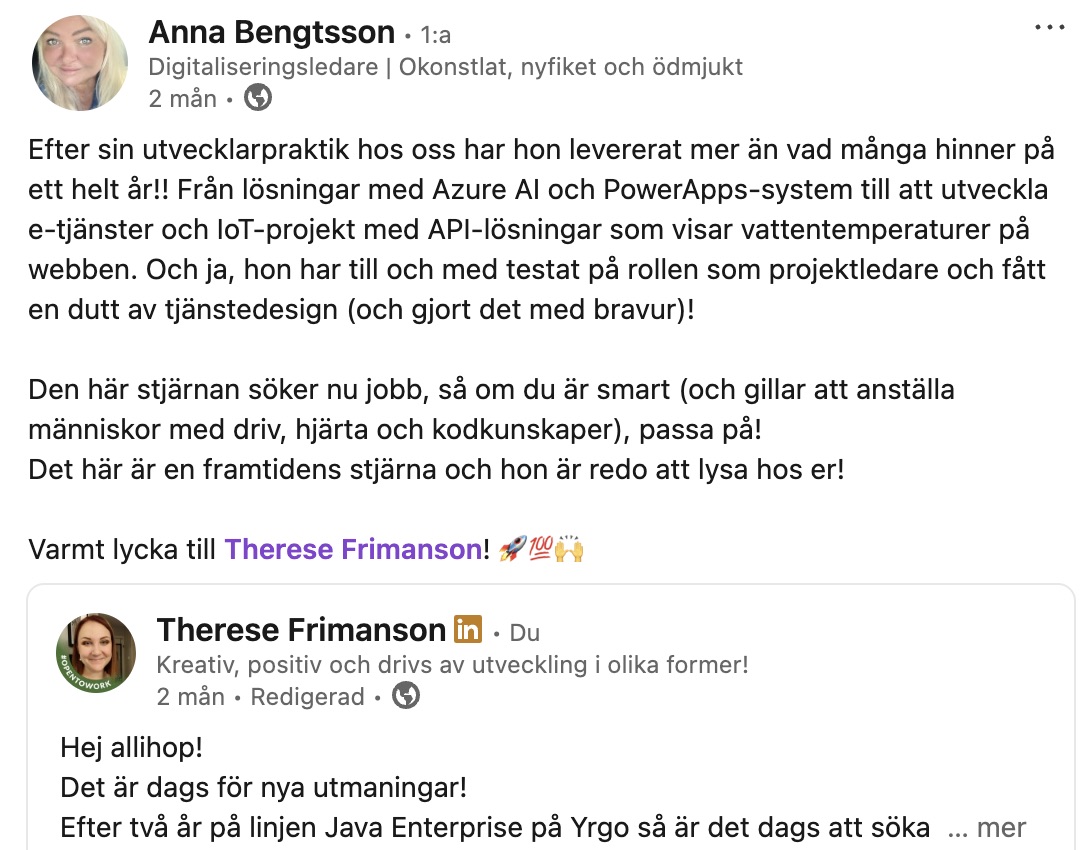 Anna Bengtsson • 1:a
Digitaliseringsledare | Okonstlat, nyfiket och ödmjukt
2 mån •
Efter sin utvecklarpraktik hos oss har hon levererat mer än vad många hinner på
ett helt år!! Från lösningar med Azure AI och PowerApps-system till att utveckla
e-tjänster och IoT-projekt med API-lösningar som visar vattentemperaturer på
webben. Och ja, hon har till och med testat på rollen som projektledare och fått
en dutt av tjänstedesign (och gjort det med bravur)!
Den här stjärnan söker nu jobb, så om du är smart (och gillar att anställa
människor med driv, hjärta och kodkunskaper), passa på!
Det här är en framtidens stjärna och hon är redo att lysa hos er!
Varmt lycka till Therese Frimanson! 🚀💯🙌
Therese Frimanson in • Du
#OPENTOWORK
Kreativ, positiv och drivs av utveckling i olika former!
2 mån • Redigerad •
Hej allihop!
Det är dags för nya utmaningar!
Efter två år på linjen Java Enterprise på Yrgo så är det dags att söka ... mer